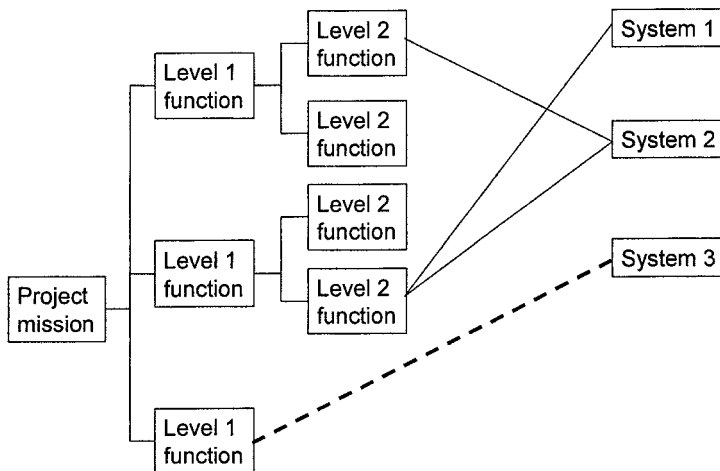 Level 2
function
System 1
Level 1
function
Level 2
function
System 2
Level 2
function
Level 1
function
Level 2
function
System 3
Project
mission
Level 1
function